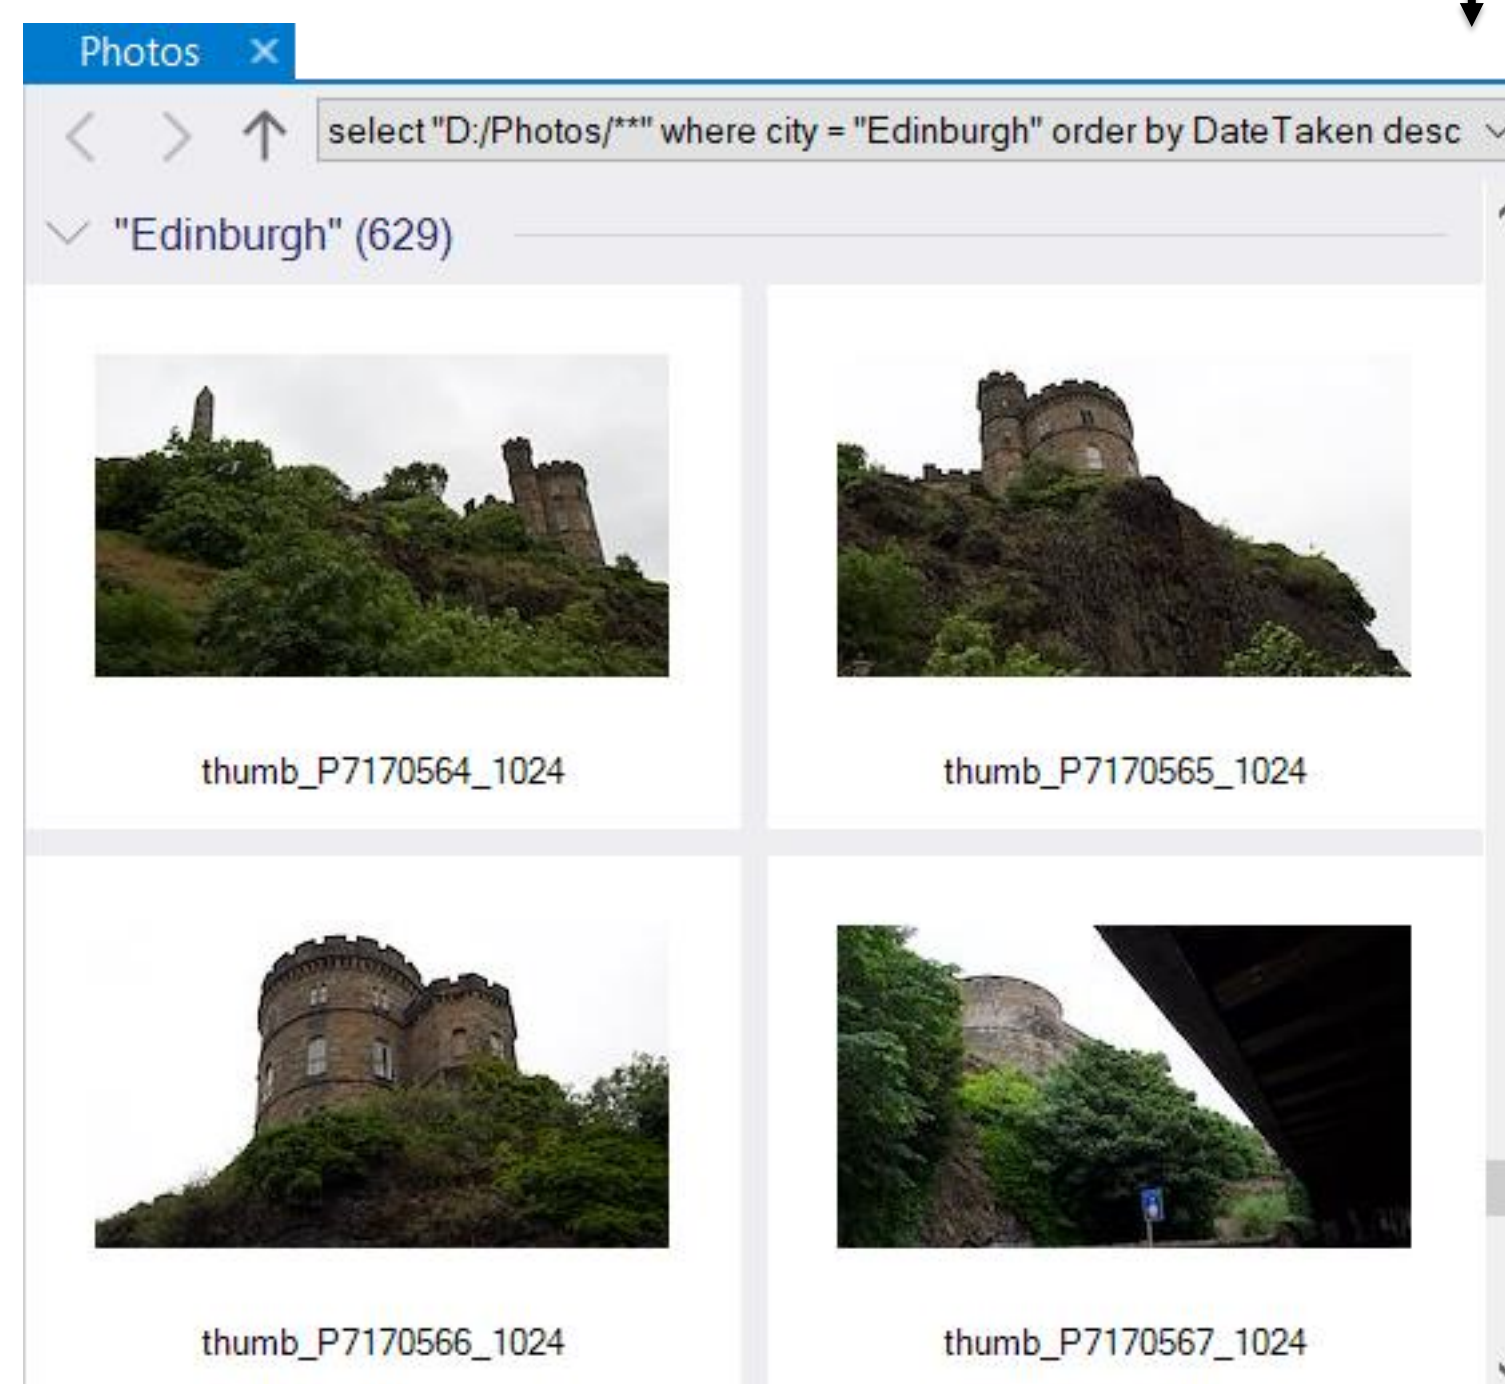 Photos
select "D:/Photos/**" where city = "Edinburgh" order by DateTaken desc
"Edinburgh" (629)
thumb_P7170564_1024
thumb_P7170565_1024
thumb_P7170566_1024
thumb_P7170567_1024